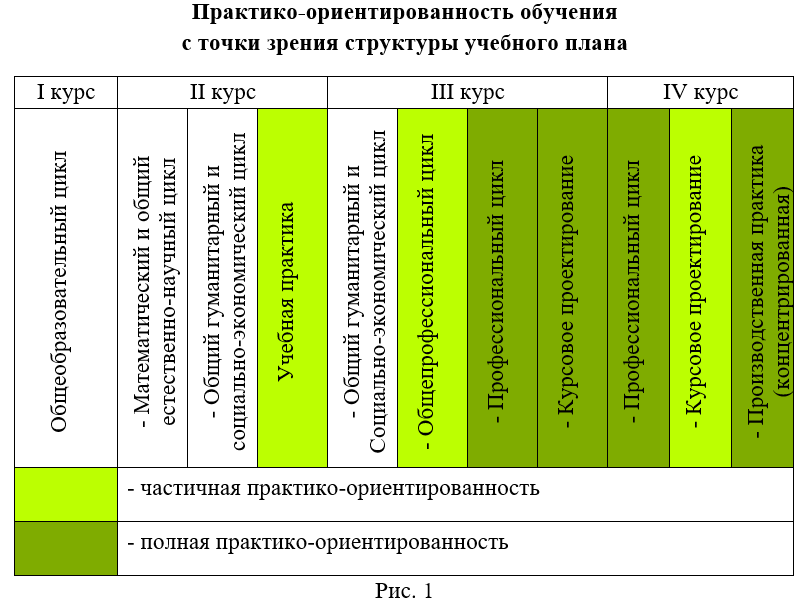 Практико-ориентированность обучения
с точки зрения структуры учебного плана
I курс
II курс
III курс
IV курс
Общеобразовательный цикл
- Математический и общий
естественно-научный цикл
- Общий гуманитарный и
социально-экономический цикл
Учебная практика
- Общий гуманитарный и
Социально-экономический цикл
- Общепрофессиональный цикл
- Профессиональный цикл
- Курсовое проектирование
- Профессиональный цикл
- Курсовое проектирование
- Производственная практика
(концентрированная)
- частичная практико-ориентированность
- полная практико-ориентированность
Рис. 1